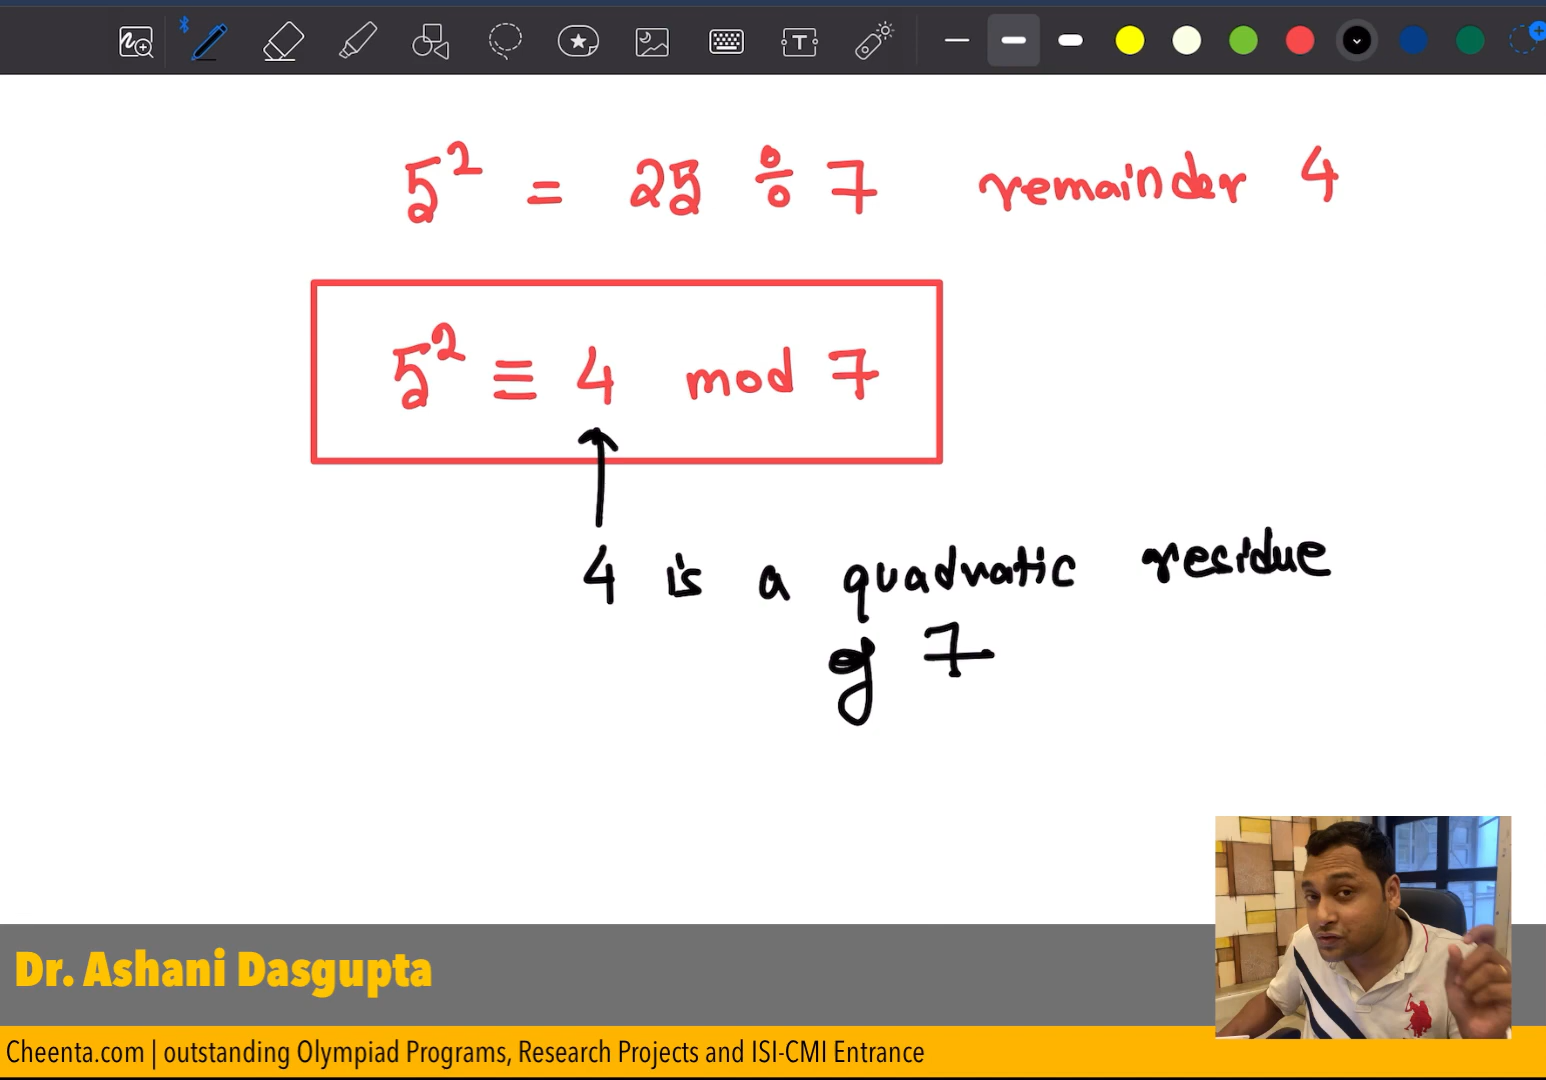 5² = 25 ÷ 7 remainder 4
5² ≡ 4 mod 7
4 is a quadratic residue
of 7
Dr. Ashani Dasgupta
Cheenta.com | outstanding Olympiad Programs, Research Projects and ISI-CMI Entrance